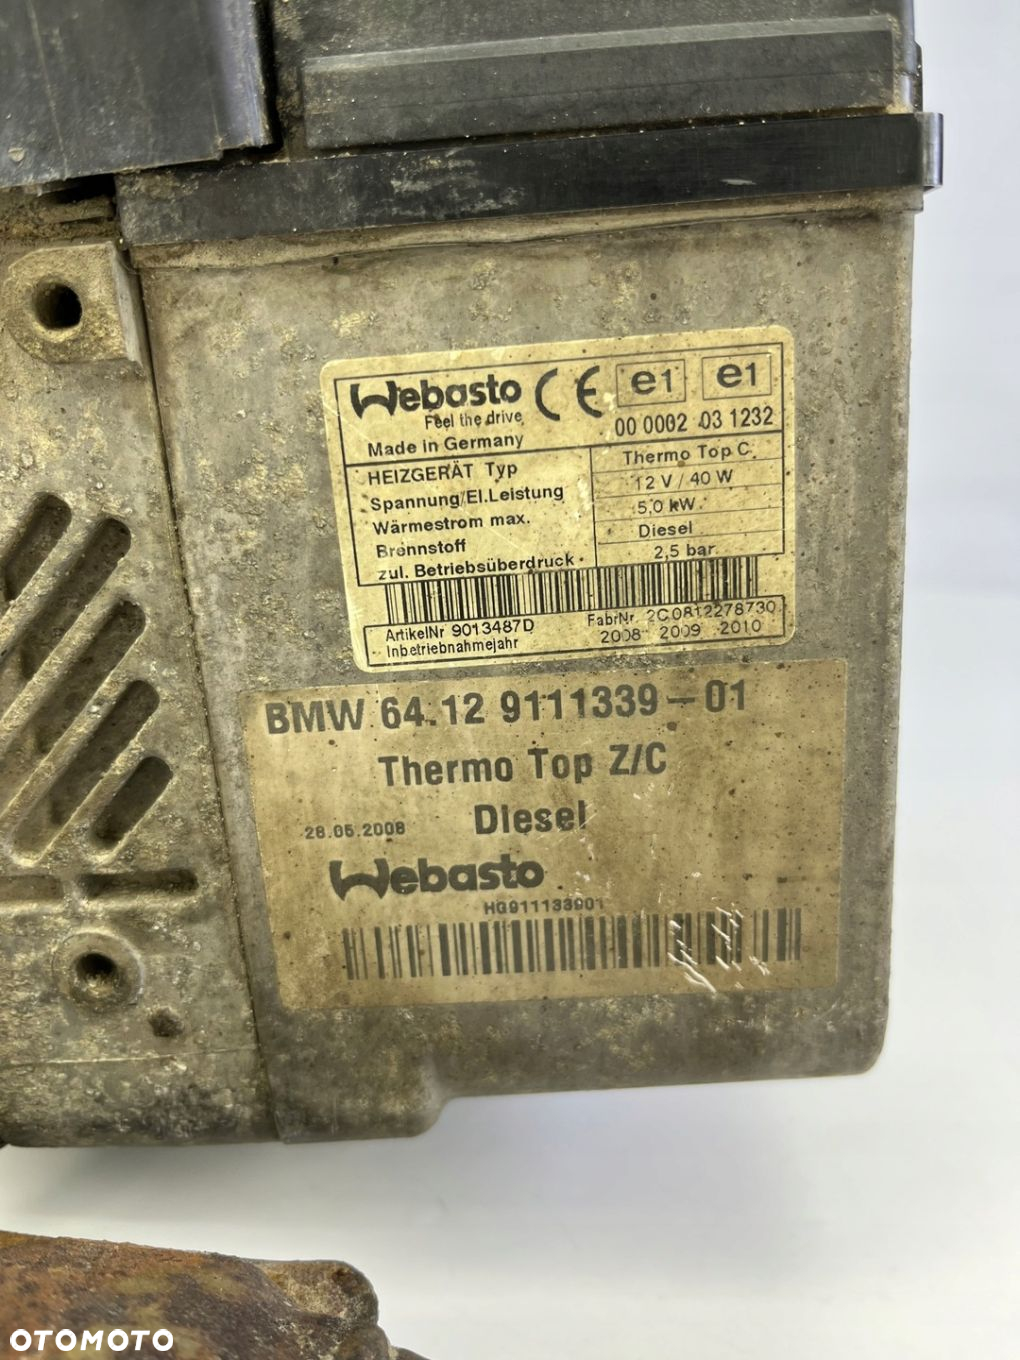 Webasto CE e1 e1
Feel the drive
00 0002 03 1232
Made in Germany
HEIZGERÄT Typ Thermo Top C
Spannung/El.Leistung 12 V / 40 W
Wärmestrom max. 5,0 kW
Brennstoff Diesel
zul. Betriebsüberdruck 2,5 bar
ArtikelNr 9013487D FabrNr 2C0812278730
Inbetriebnahmejahr 2008 2009 2010
BMW 64.12 9111339-01
Thermo Top Z/C
28.05.2008 Diesel
Webasto
HG911133901
OTOMOTO